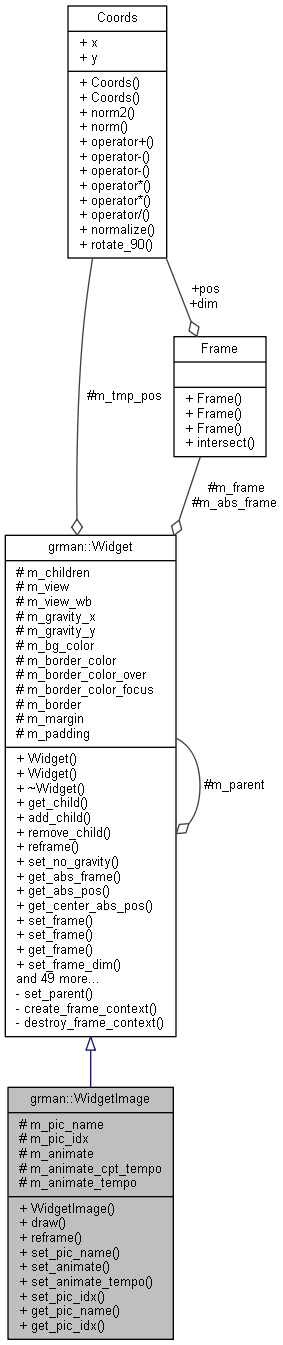 Coords
+ x
+ y
+ Coords()
+ Coords()
+ norm2()
+ norm()
+ operator+()
+ operator-()
+ operator-()
+ operator*()
+ operator*()
+ operator/()
+ normalize()
+ rotate_90()
+pos
+dim
Frame
+ Frame()
+ Frame()
+ Frame()
+ intersect()
#m_tmp_pos
#m_frame
#m_abs_frame
grman::Widget
# m_children
# m_view
# m_view_wb
# m_gravity_x
# m_gravity_y
# m_bg_color
# m_border_color
# m_border_color_over
# m_border_color_focus
# m_border
# m_margin
# m_padding
+ Widget()
+ Widget()
+ ~Widget()
+ get_child()
+ add_child()
+ remove_child()
+ reframe()
+ set_no_gravity()
+ get_abs_frame()
+ get_abs_pos()
+ get_center_abs_pos()
+ set_frame()
+ set_frame()
+ get_frame()
+ set_frame_dim()
and 49 more...
- set_parent()
- create_frame_context()
- destroy_frame_context()
#m_parent
grman::WidgetImage
# m_pic_name
# m_pic_idx
# m_animate
# m_animate_cpt_tempo
# m_animate_tempo
+ WidgetImage()
+ draw()
+ reframe()
+ set_pic_name()
+ set_animate()
+ set_animate_tempo()
+ set_pic_idx()
+ get_pic_name()
+ get_pic_idx()